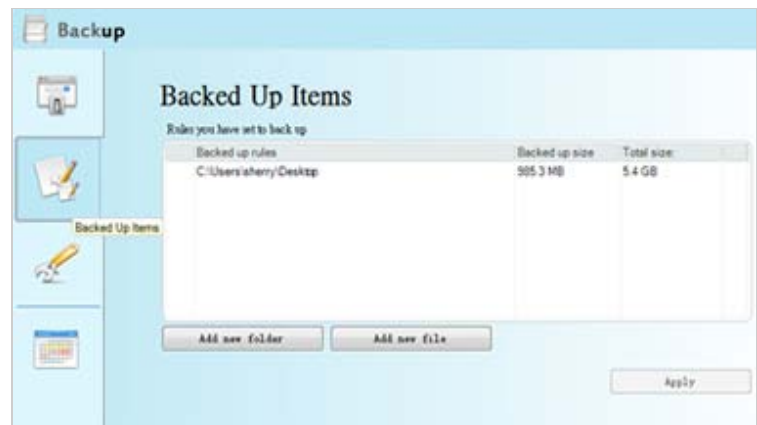 Backup
Backed Up Items
Rules you have set to back up
Backed up rules Backed up size Total size
C:\Users\sherry\Desktop 985.3 MB 5.4 GB
Backed Up Items
Add new folder Add new file
Apply